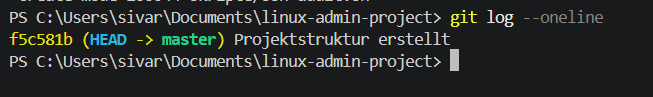 PS C:\Users\sivar\Documents\linux-admin-project> git log --oneline
f5c581b (HEAD -> master) Projektstruktur erstellt
PS C:\Users\sivar\Documents\linux-admin-project>